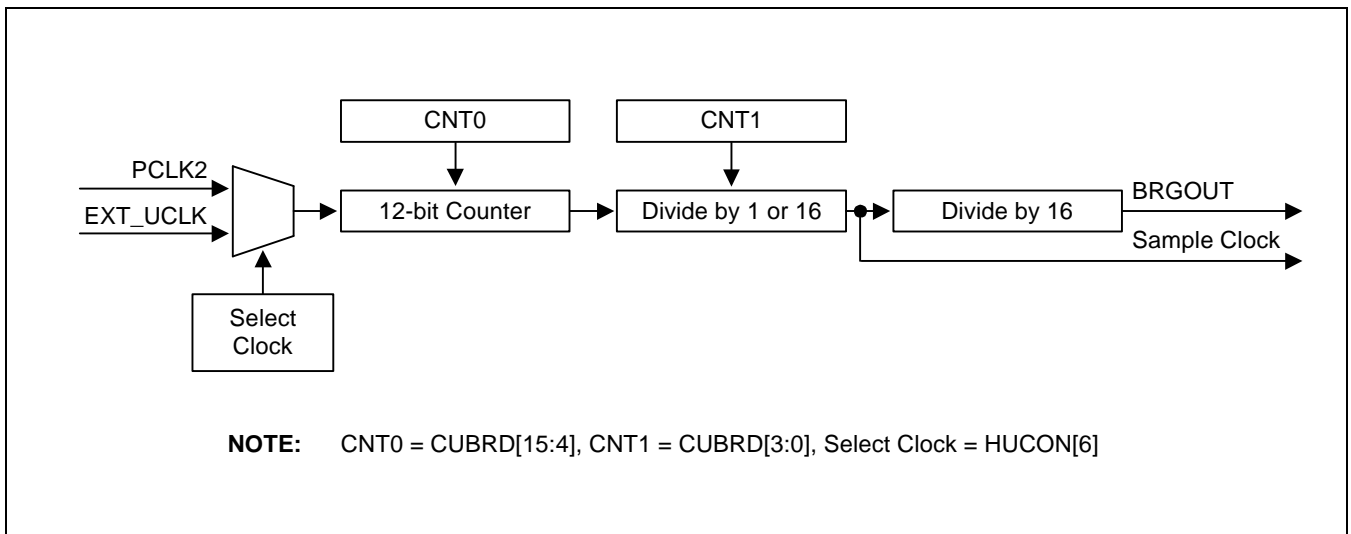 CNT0
CNT1
PCLK2
EXT_UCLK
12-bit Counter
Divide by 1 or 16
Divide by 16
BRGOUT
Sample Clock
Select
Clock
NOTE: CNT0 = CUBRD[15:4], CNT1 = CUBRD[3:0], Select Clock = HUCON[6]